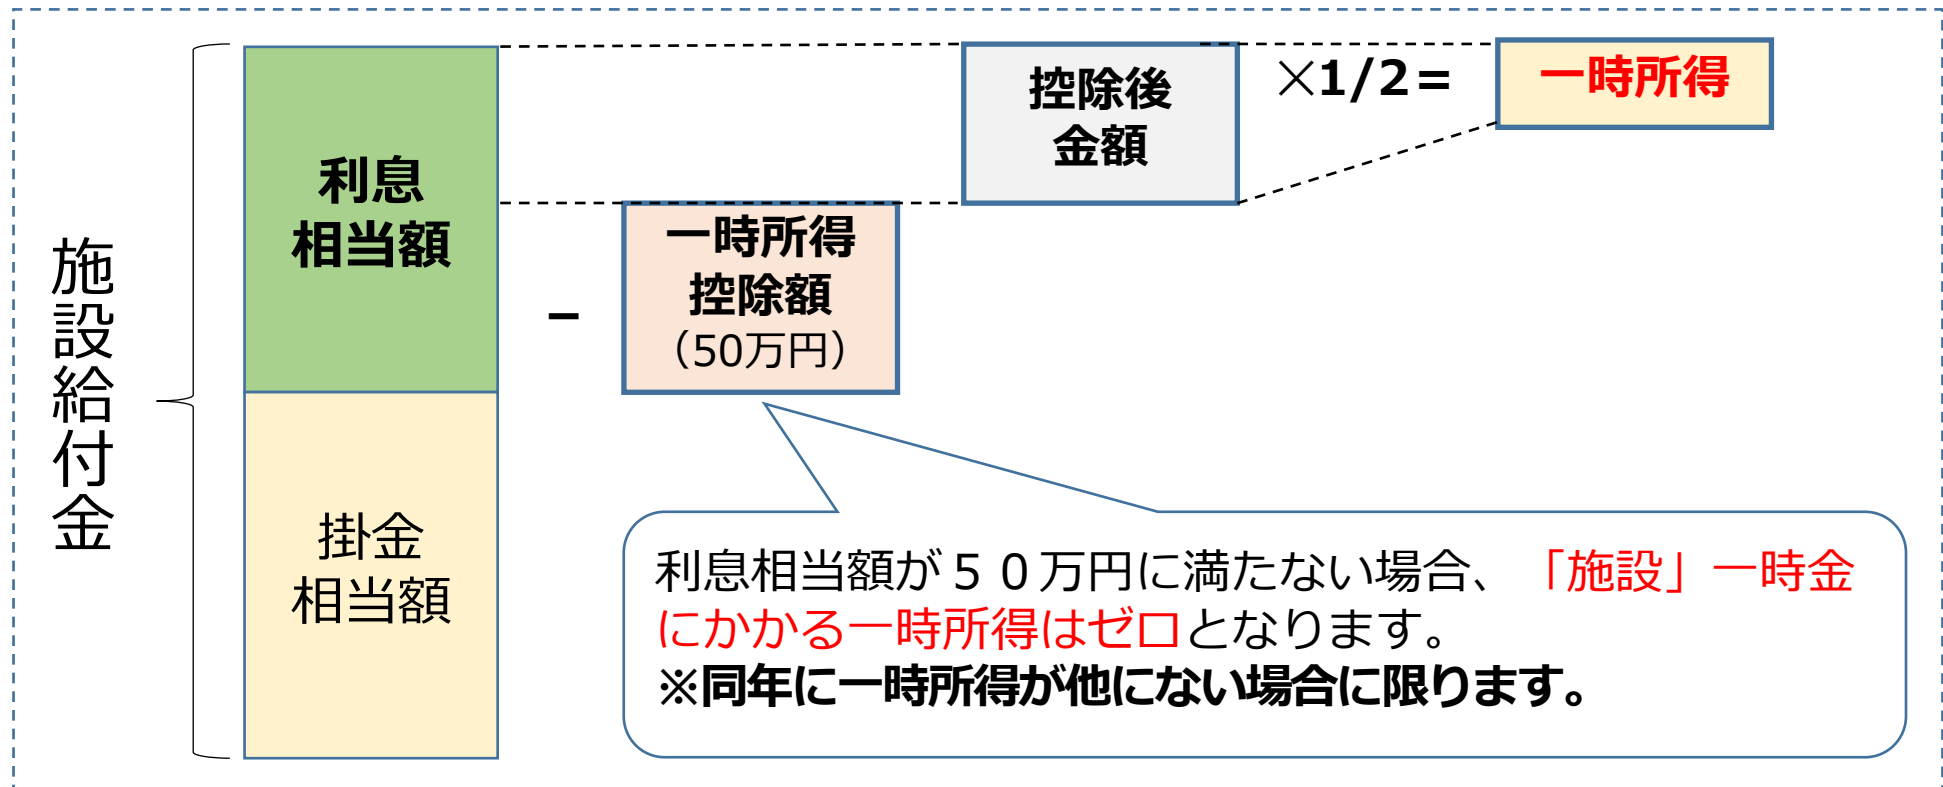 施設給付金
利息
相当額
掛金
相当額
－
一時所得
控除額
（50万円）
控除後
金額
×1/2＝
一時所得
利息相当額が５０万円に満たない場合、「施設」一時金
にかかる一時所得はゼロとなります。
※同年に一時所得が他にない場合に限ります。